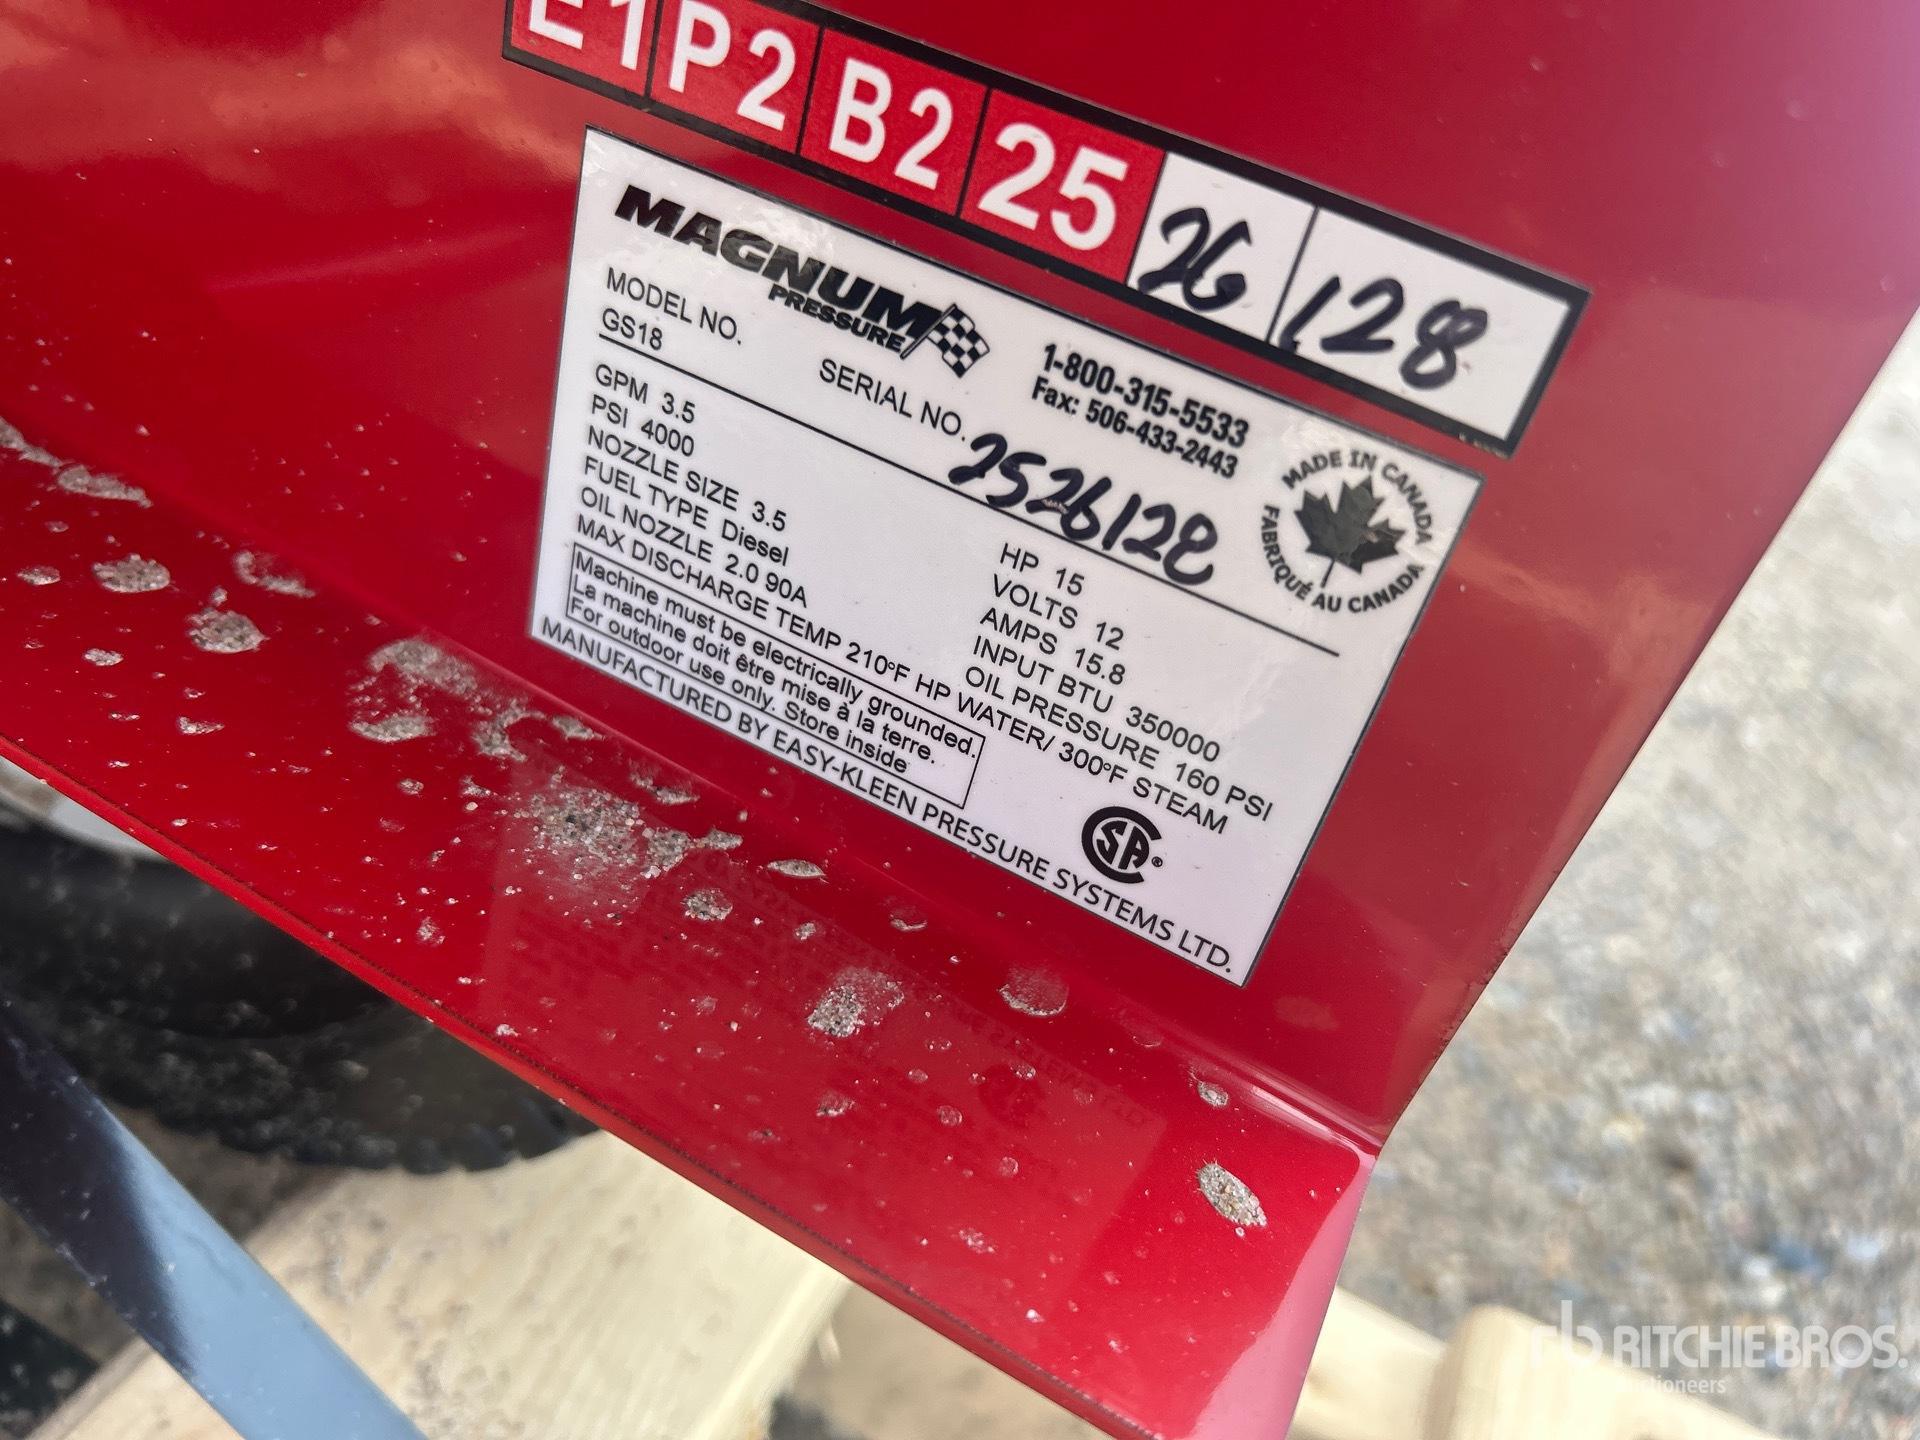 E1 P2 B2 25 26 128
MAGNUM
PRESSURE
1-800-315-5533
Fax: 506-433-2443
MODEL NO.
GS18
SERIAL NO. 2526128
MADE IN CANADA
FABRIQUÉ AU CANADA
GPM 3.5
PSI 4000
NOZZLE SIZE 3.5
FUEL TYPE Diesel
OIL NOZZLE 2.0 90A
MAX DISCHARGE TEMP 210°F HP WATER/ 300°F STEAM
HP 15
VOLTS 12
AMPS 15.8
INPUT BTU 350000
OIL PRESSURE 160 PSI
Machine must be electrically grounded.
La machine doit être mise à la terre.
For outdoor use only. Store inside
SA®
MANUFACTURED BY EASY-KLEEN PRESSURE SYSTEMS LTD.
rb RITCHIE BROS.
Auctioneers